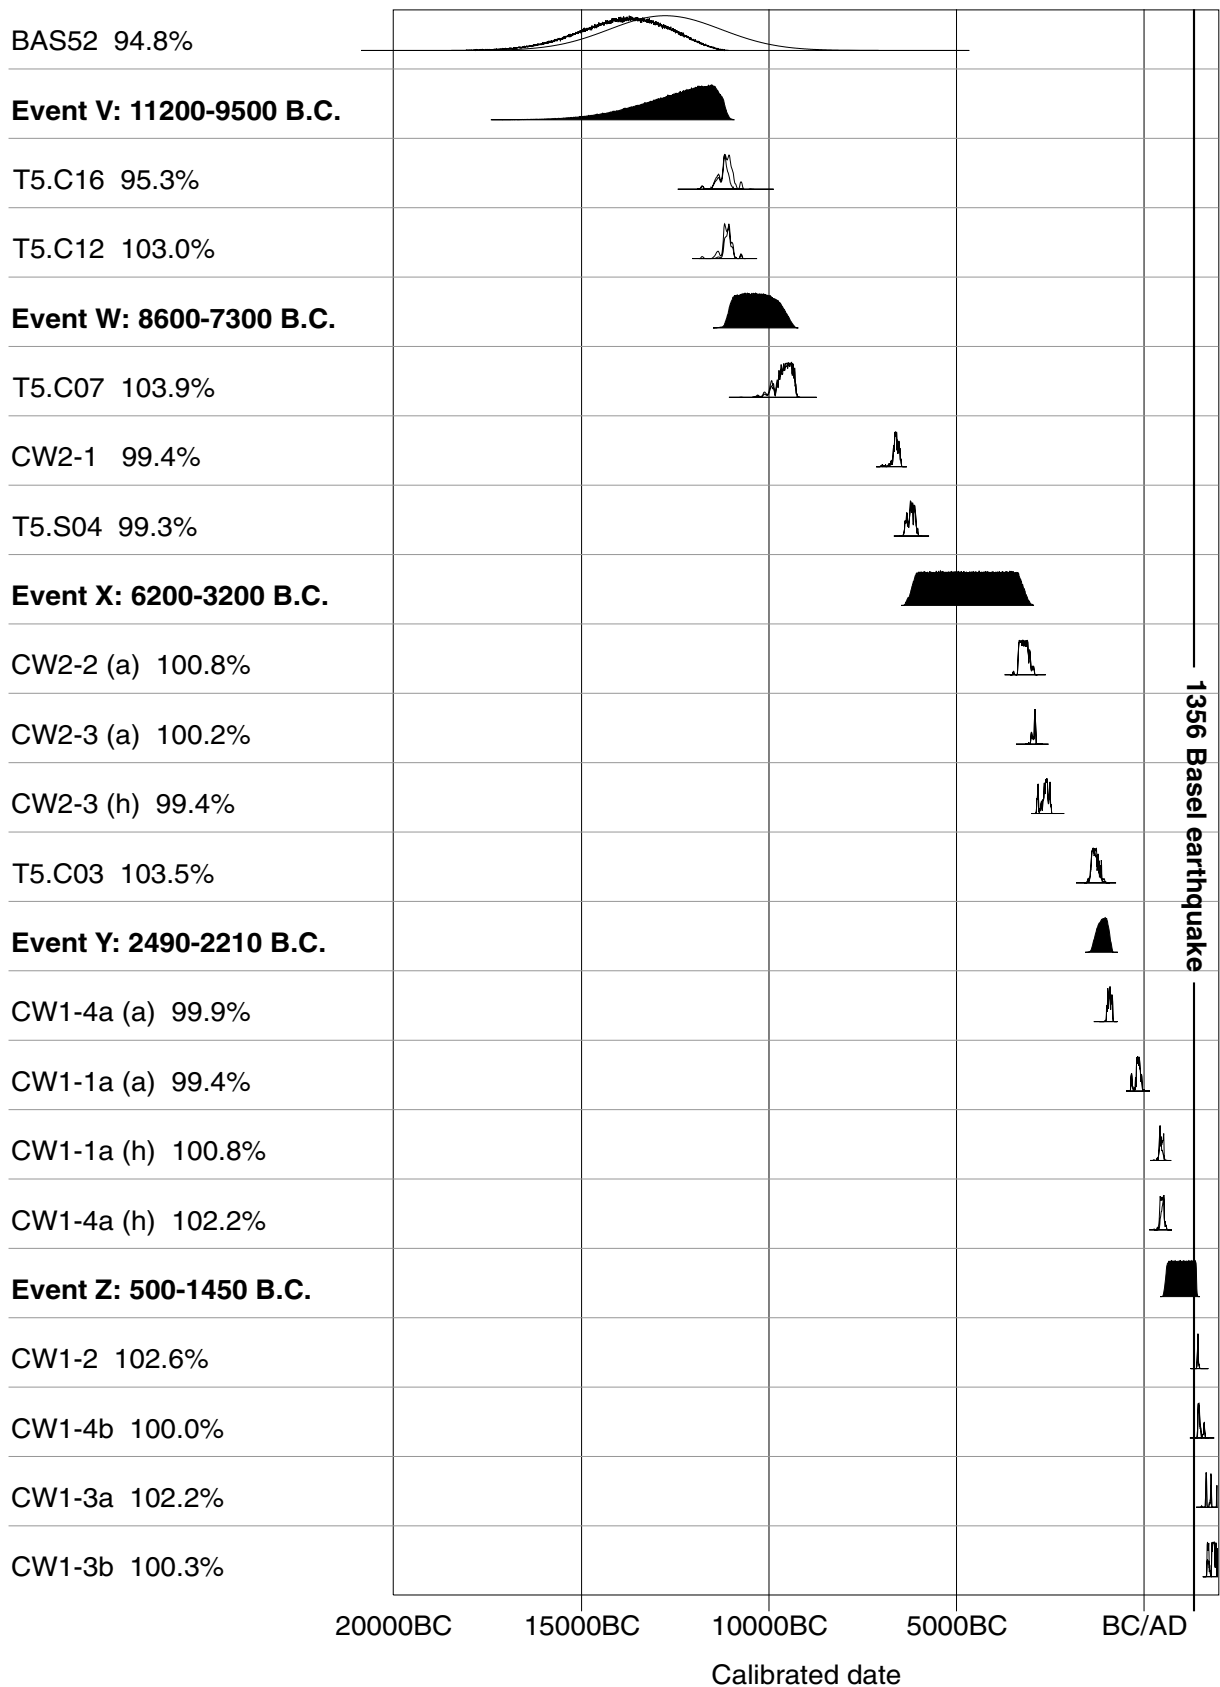 BAS52 94.8%
Event V: 11200-9500 B.C.
T5.C16 95.3%
T5.C12 103.0%
Event W: 8600-7300 B.C.
T5.C07 103.9%
CW2-1 99.4%
T5.S04 99.3%
Event X: 6200-3200 B.C.
CW2-2 (a) 100.8%
CW2-3 (a) 100.2%
CW2-3 (h) 99.4%
T5.C03 103.5%
Event Y: 2490-2210 B.C.
CW1-4a (a) 99.9%
CW1-1a (a) 99.4%
CW1-1a (h) 100.8%
CW1-4a (h) 102.2%
Event Z: 500-1450 B.C.
CW1-2 102.6%
CW1-4b 100.0%
CW1-3a 102.2%
CW1-3b 100.3%
1356 Basel earthquake
20000BC 15000BC 10000BC 5000BC BC/AD
Calibrated date